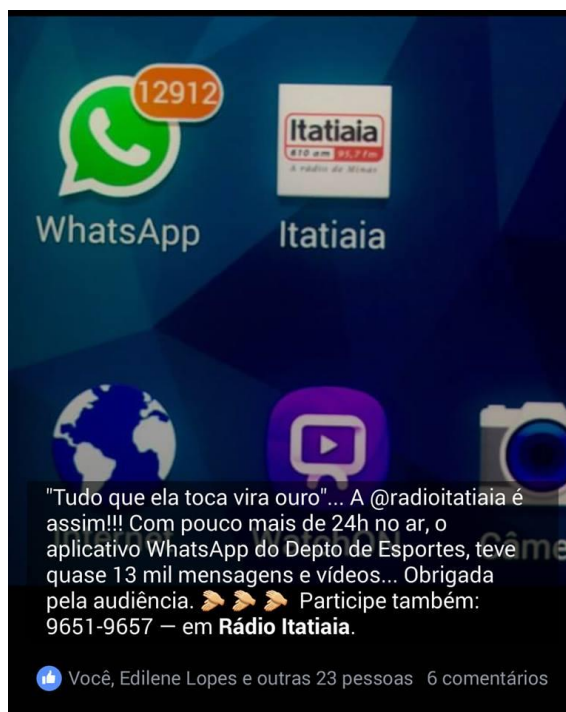 12912
Itatiaia
610 am 95,7 fm
A rádio de Minas
WhatsApp
Itatiaia
Internet
WatchON
Câme
"Tudo que ela toca vira ouro"... A @radioitatiaia é
assim!!! Com pouco mais de 24h no ar, o
aplicativo WhatsApp do Depto de Esportes, teve
quase 13 mil mensagens e vídeos... Obrigada
pela audiência. 👏 👏 👏 Participe também:
9651-9657 — em Rádio Itatiaia.
Você, Edilene Lopes e outras 23 pessoas 6 comentários